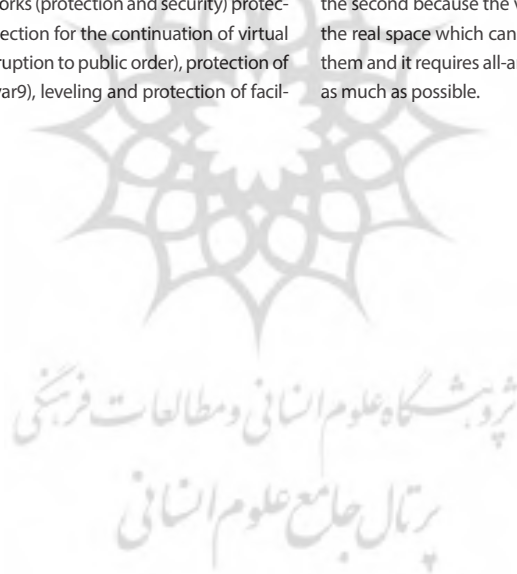 works (protection and security) protec-
ection for the continuation of virtual
ruption to public order), protection of
var9), leveling and protection of facil-
the second because the v
the real space which can
them and it requires all-a
as much as possible.
پژوهشگاه علوم انسانی و مطالعات فرهنگی
پرتال جامع علوم انسانی